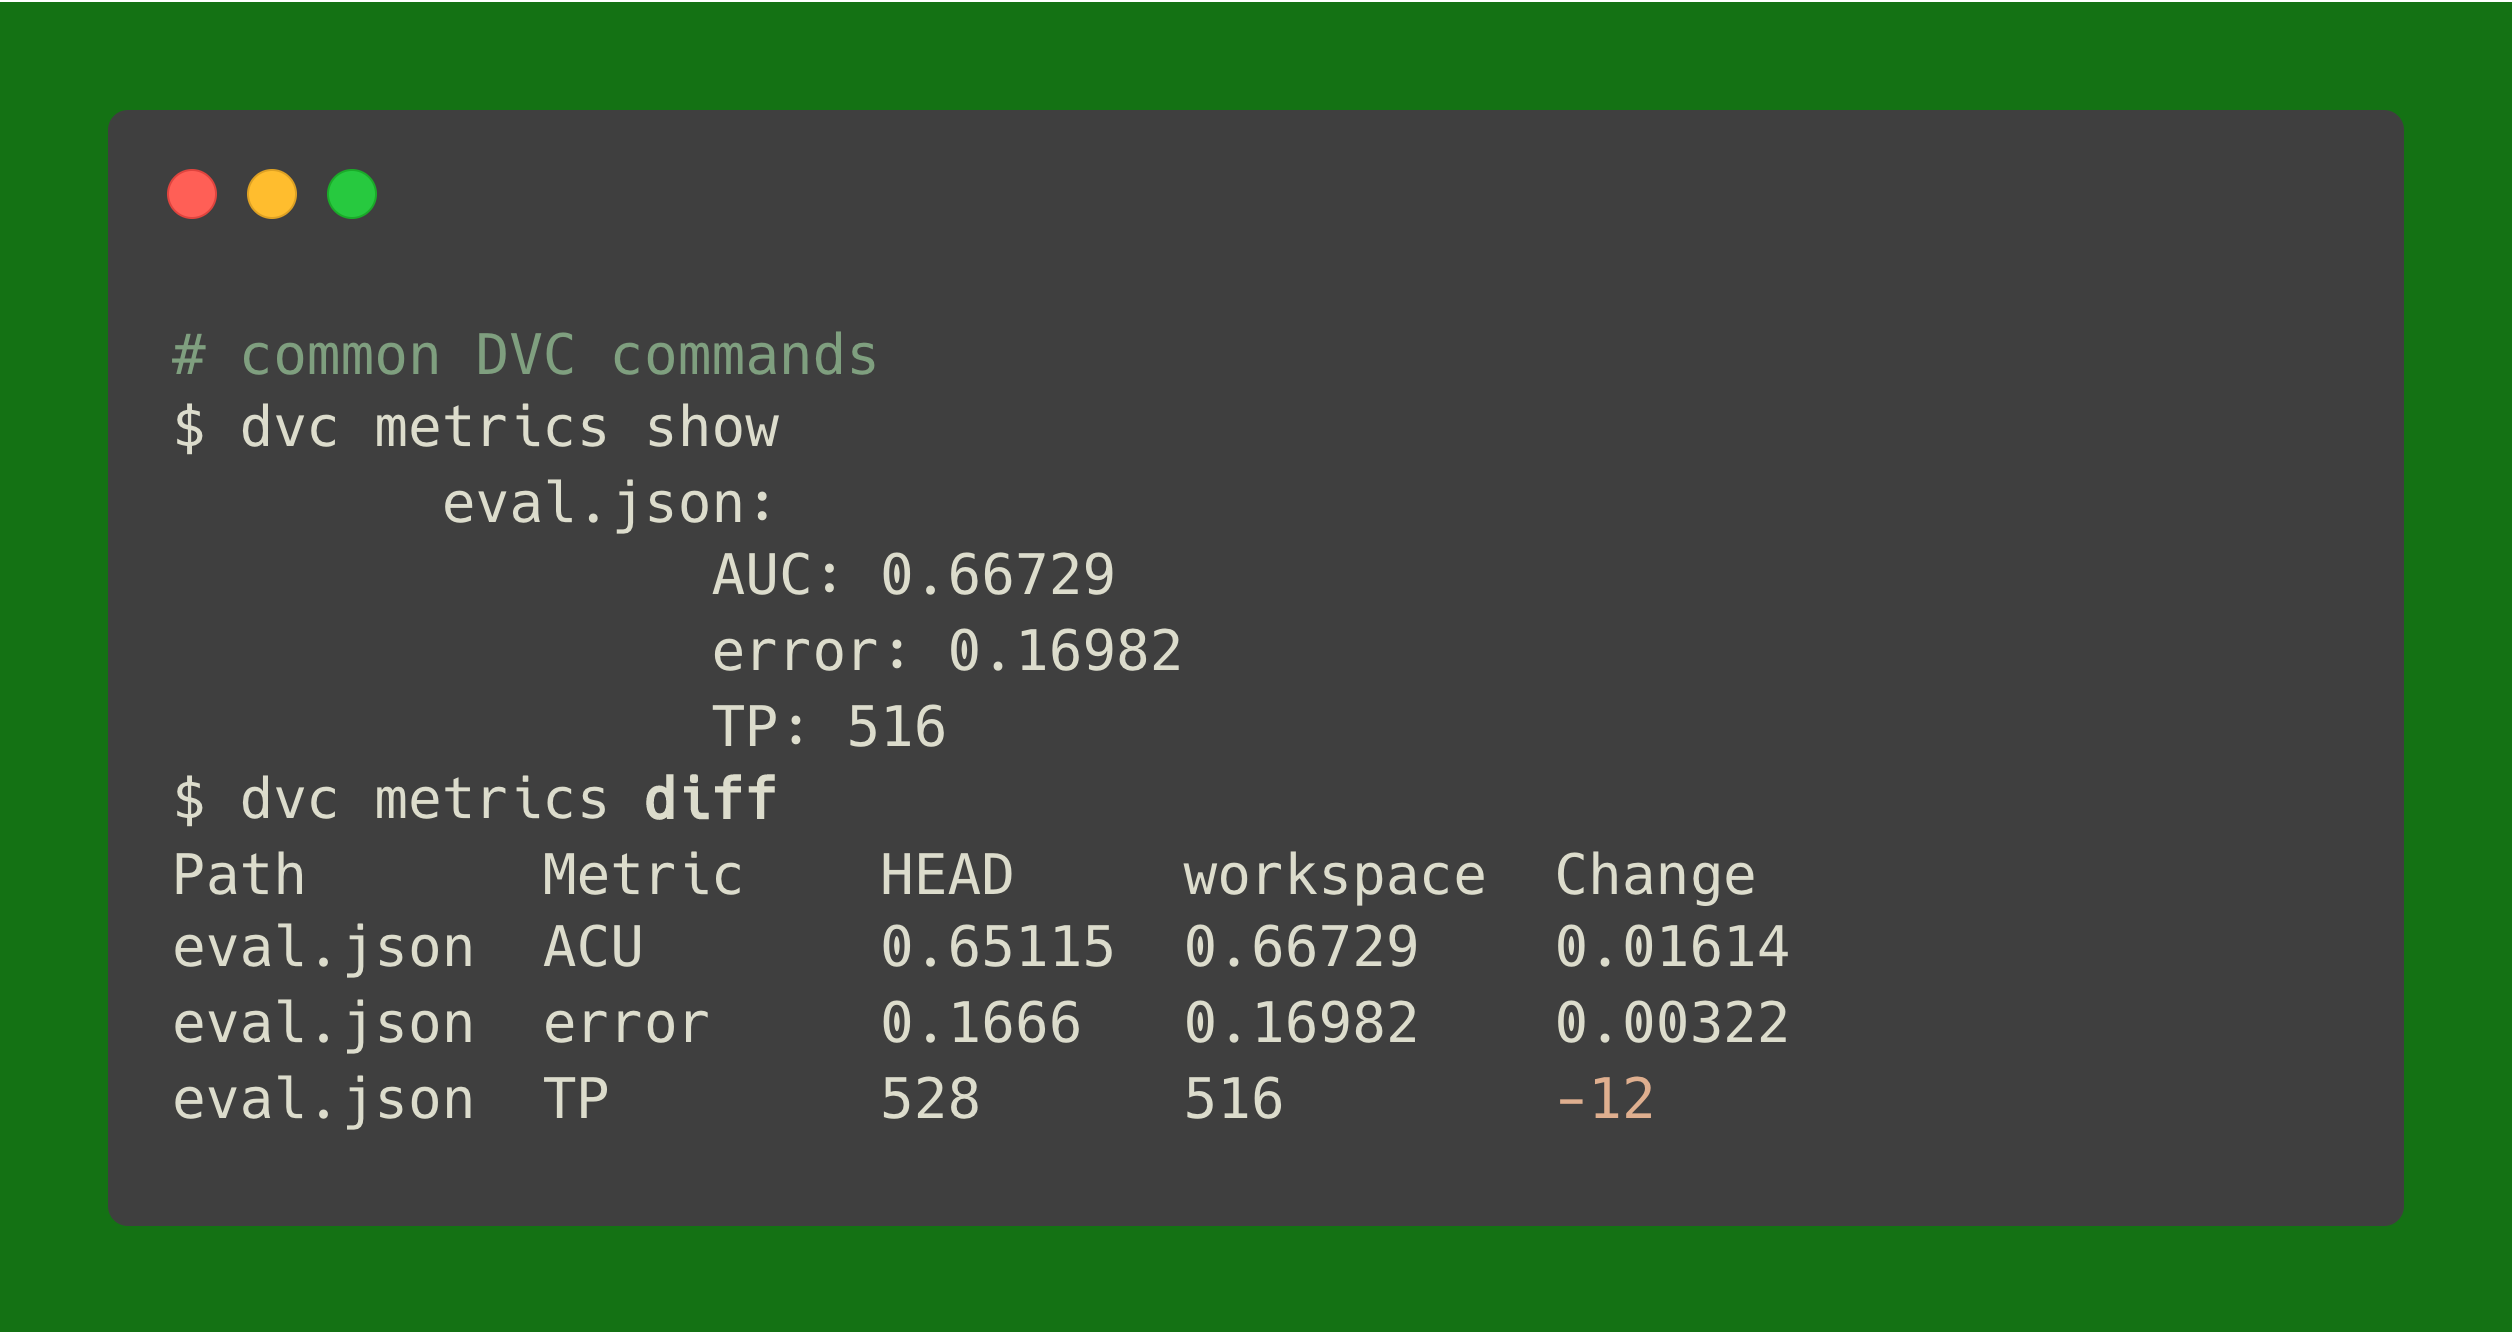 # common DVC commands
$ dvc metrics show
        eval.json:
                AUC: 0.66729
                error: 0.16982
                TP: 516
$ dvc metrics diff
Path       Metric    HEAD     workspace  Change
eval.json  ACU       0.65115  0.66729    0.01614
eval.json  error     0.1666   0.16982    0.00322
eval.json  TP        528      516        -12